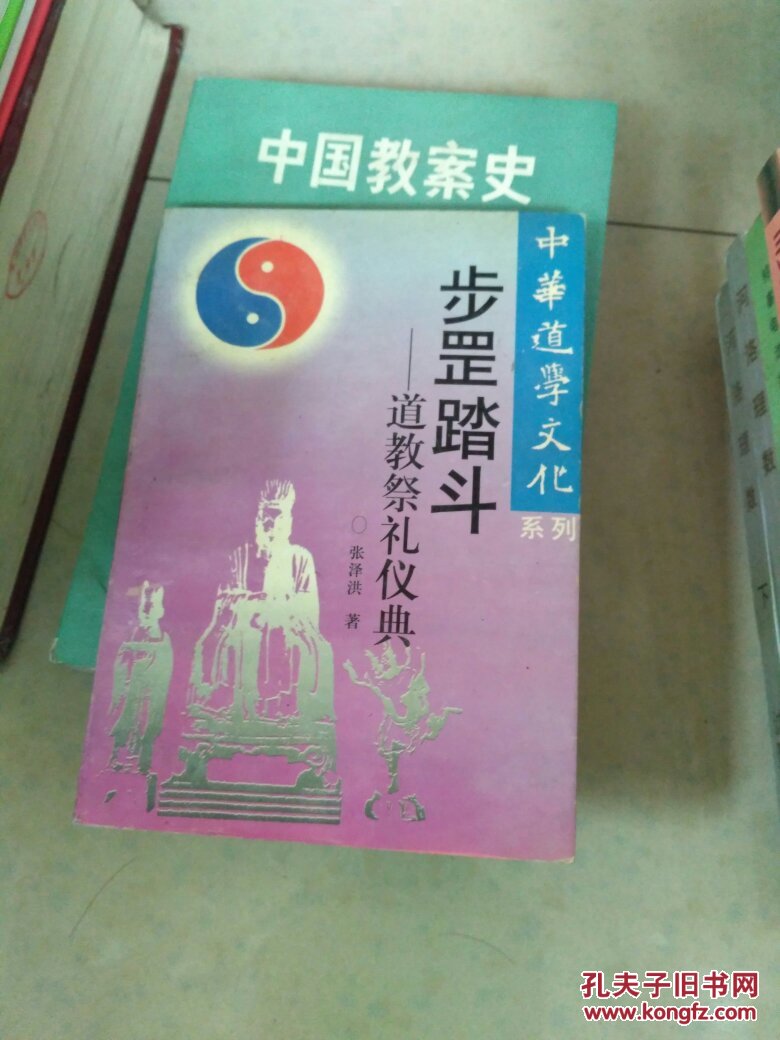 中国教案史
中華道學文化
系列
步罡踏斗
——道教祭礼仪典
○张泽洪 著
下
孔夫子旧书网
www.kongfz.com